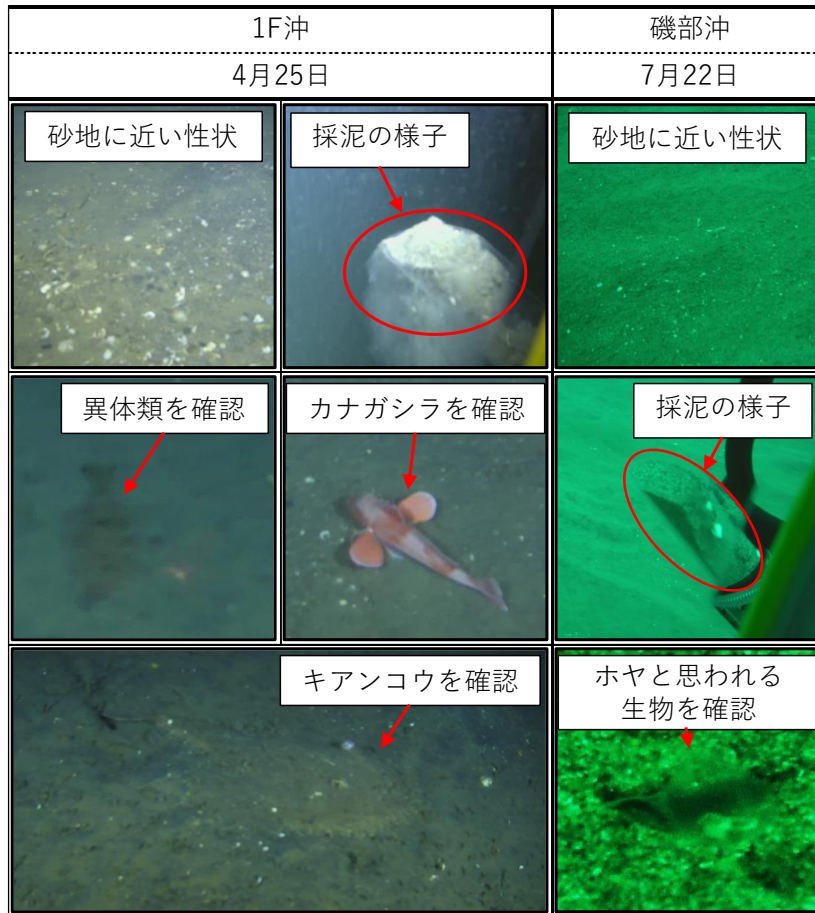 1F沖
磯部沖
4月25日
7月22日
砂地に近い性状
採泥の様子
砂地に近い性状
異体類を確認
カナガシラを確認
採泥の様子
キアンコウを確認
ホヤと思われる
生物を確認